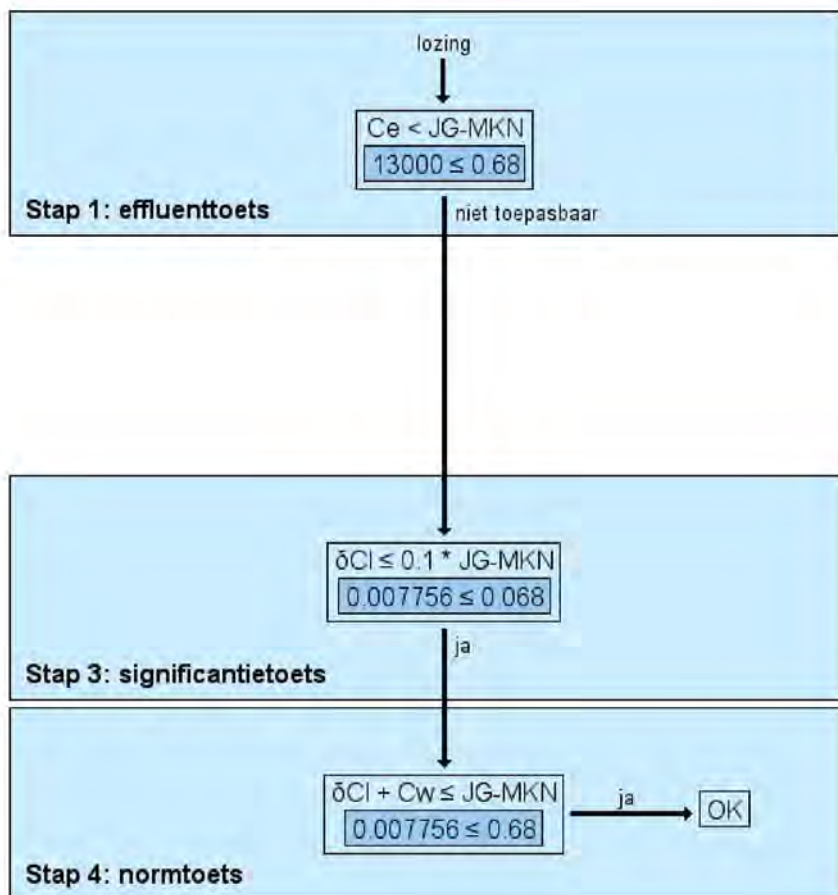 lozing
Ce < JG-MKN
13000 ≤ 0.68
Stap 1: effluenttoets
niet toepasbaar
δCl ≤ 0.1 * JG-MKN
0.007756 ≤ 0.068
ja
Stap 3: significantietoets
δCl + Cw ≤ JG-MKN
0.007756 ≤ 0.68
ja
OK
Stap 4: normtoets